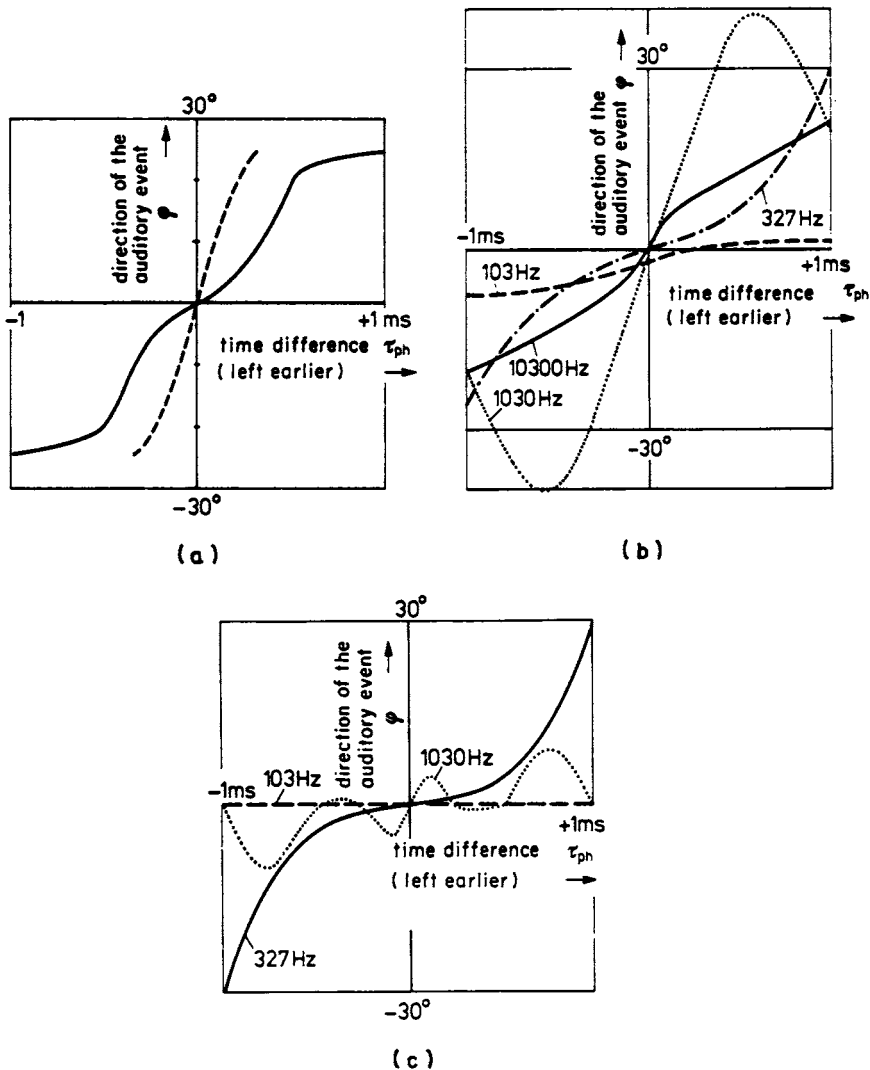 30°
direction of the
auditory event
φ
-1
+1 ms
time difference τph
(left earlier)
-30°
(a)
30°
direction of the
auditory event φ
-1ms
327Hz
103Hz
+1ms
time difference τph
(left earlier)
10300Hz
1030Hz
-30°
(b)
30°
direction of the
auditory event
φ
1030Hz
-1ms
103Hz
+1ms
time difference τph
(left earlier)
327Hz
-30°
(c)